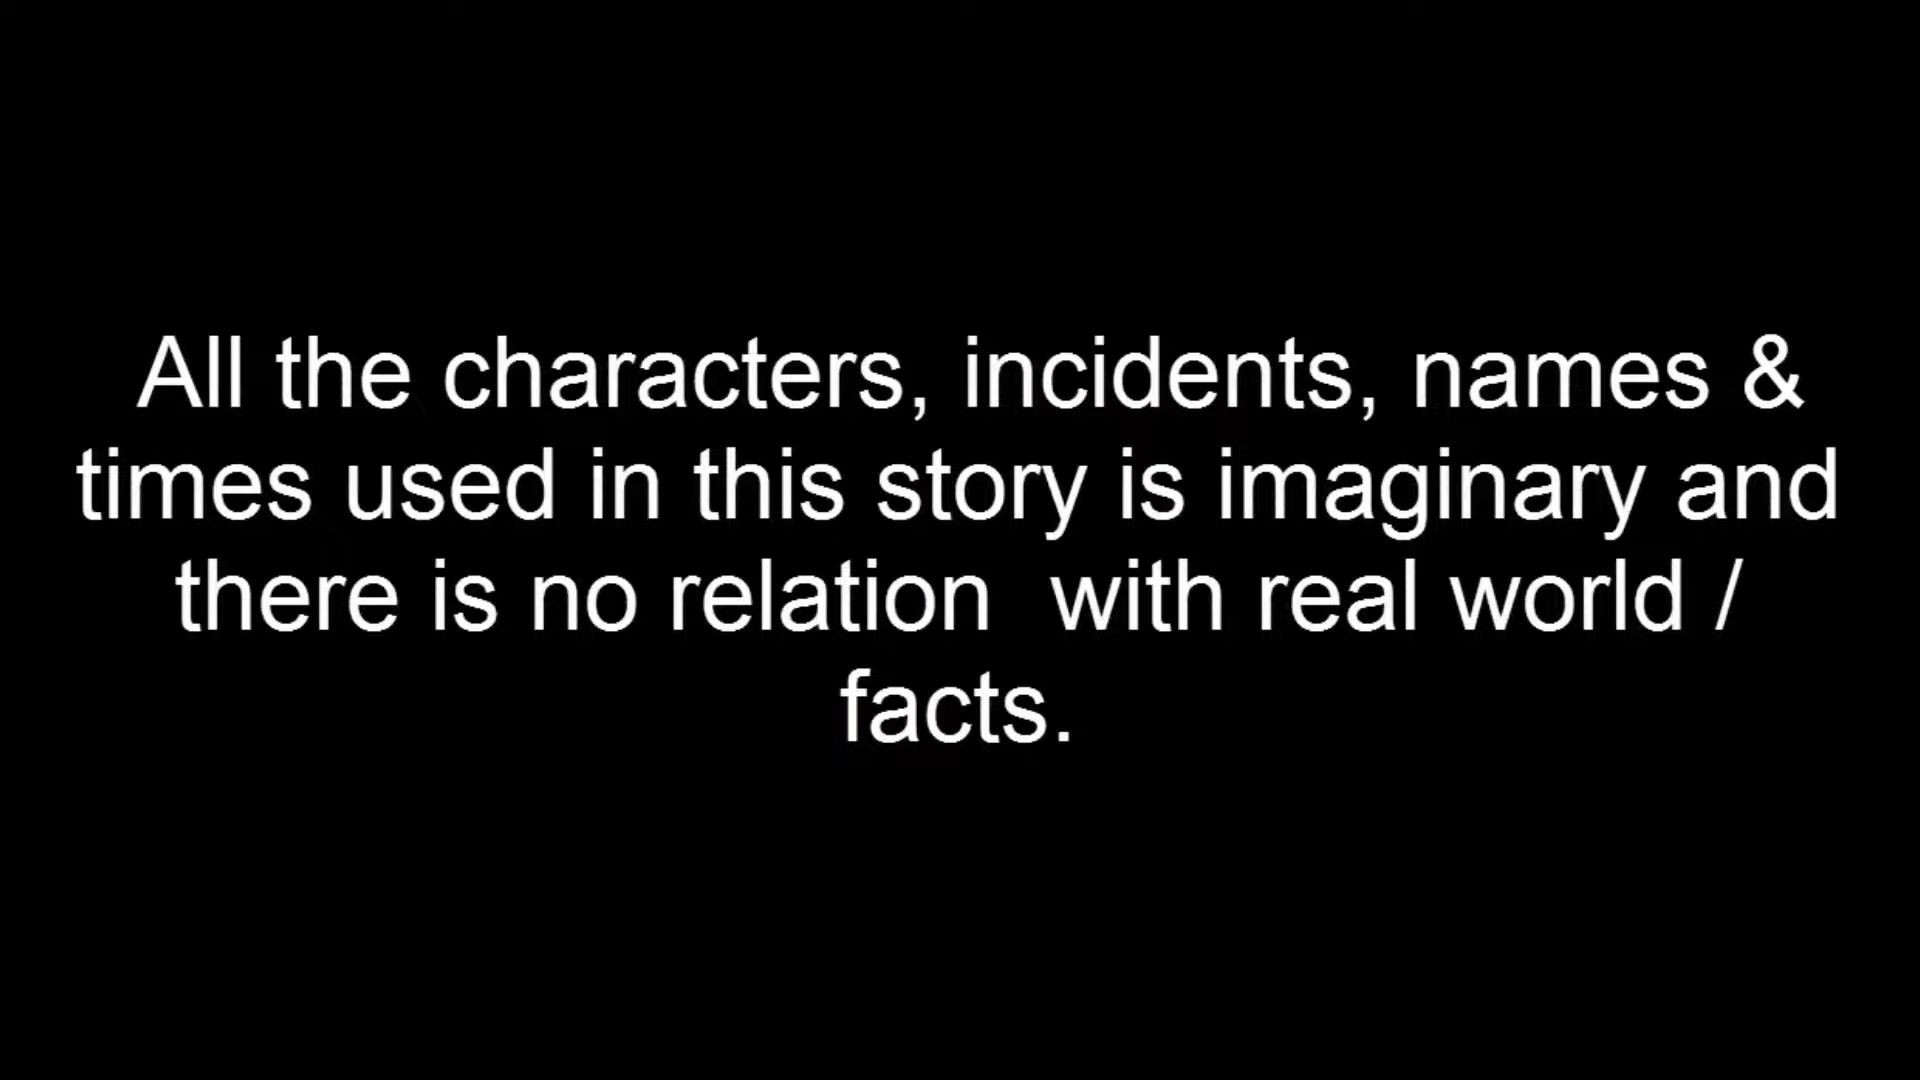 All the characters, incidents, names &
times used in this story is imaginary and
there is no relation  with real world /
facts.